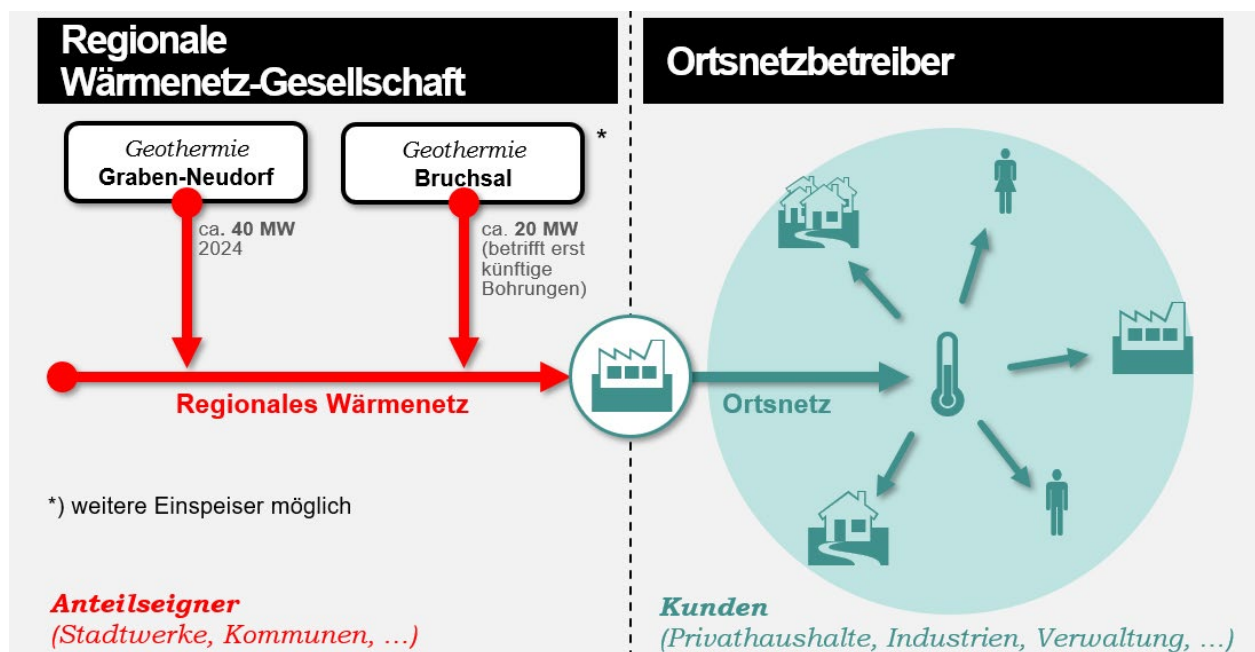 Regionale
Wärmenetz-Gesellschaft
Ortsnetzbetreiber
Geothermie
Graben-Neudorf
Geothermie
Bruchsal
*
ca. 40 MW
2024
ca. 20 MW
(betrifft erst
künftige
Bohrungen)
Regionales Wärmenetz
Ortsnetz
*) weitere Einspeiser möglich
Anteilseigner
(Stadtwerke, Kommunen, ...)
Kunden
(Privathaushalte, Industrien, Verwaltung, ...)